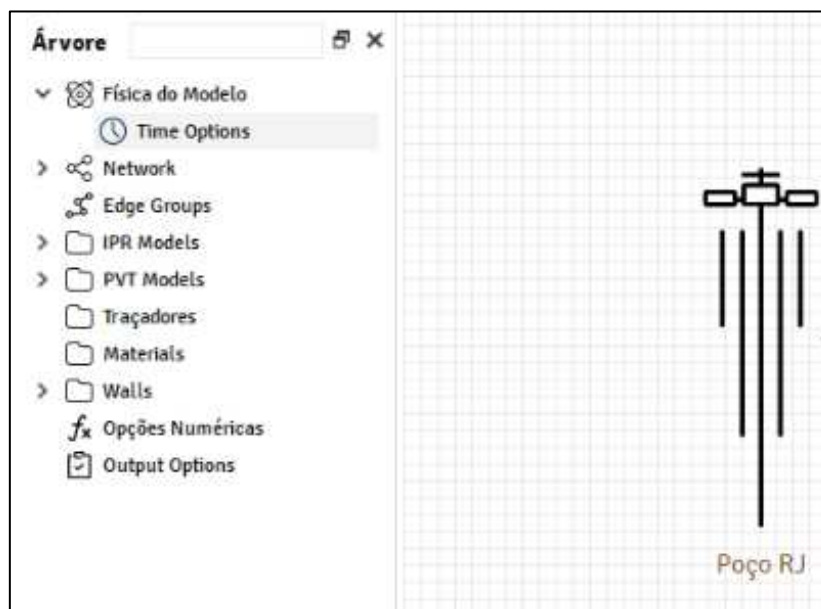 Árvore
Física do Modelo
Time Options
Network
Edge Groups
IPR Models
PVT Models
Traçadores
Materials
Walls
fx Opções Numéricas
Output Options
Poço RJ